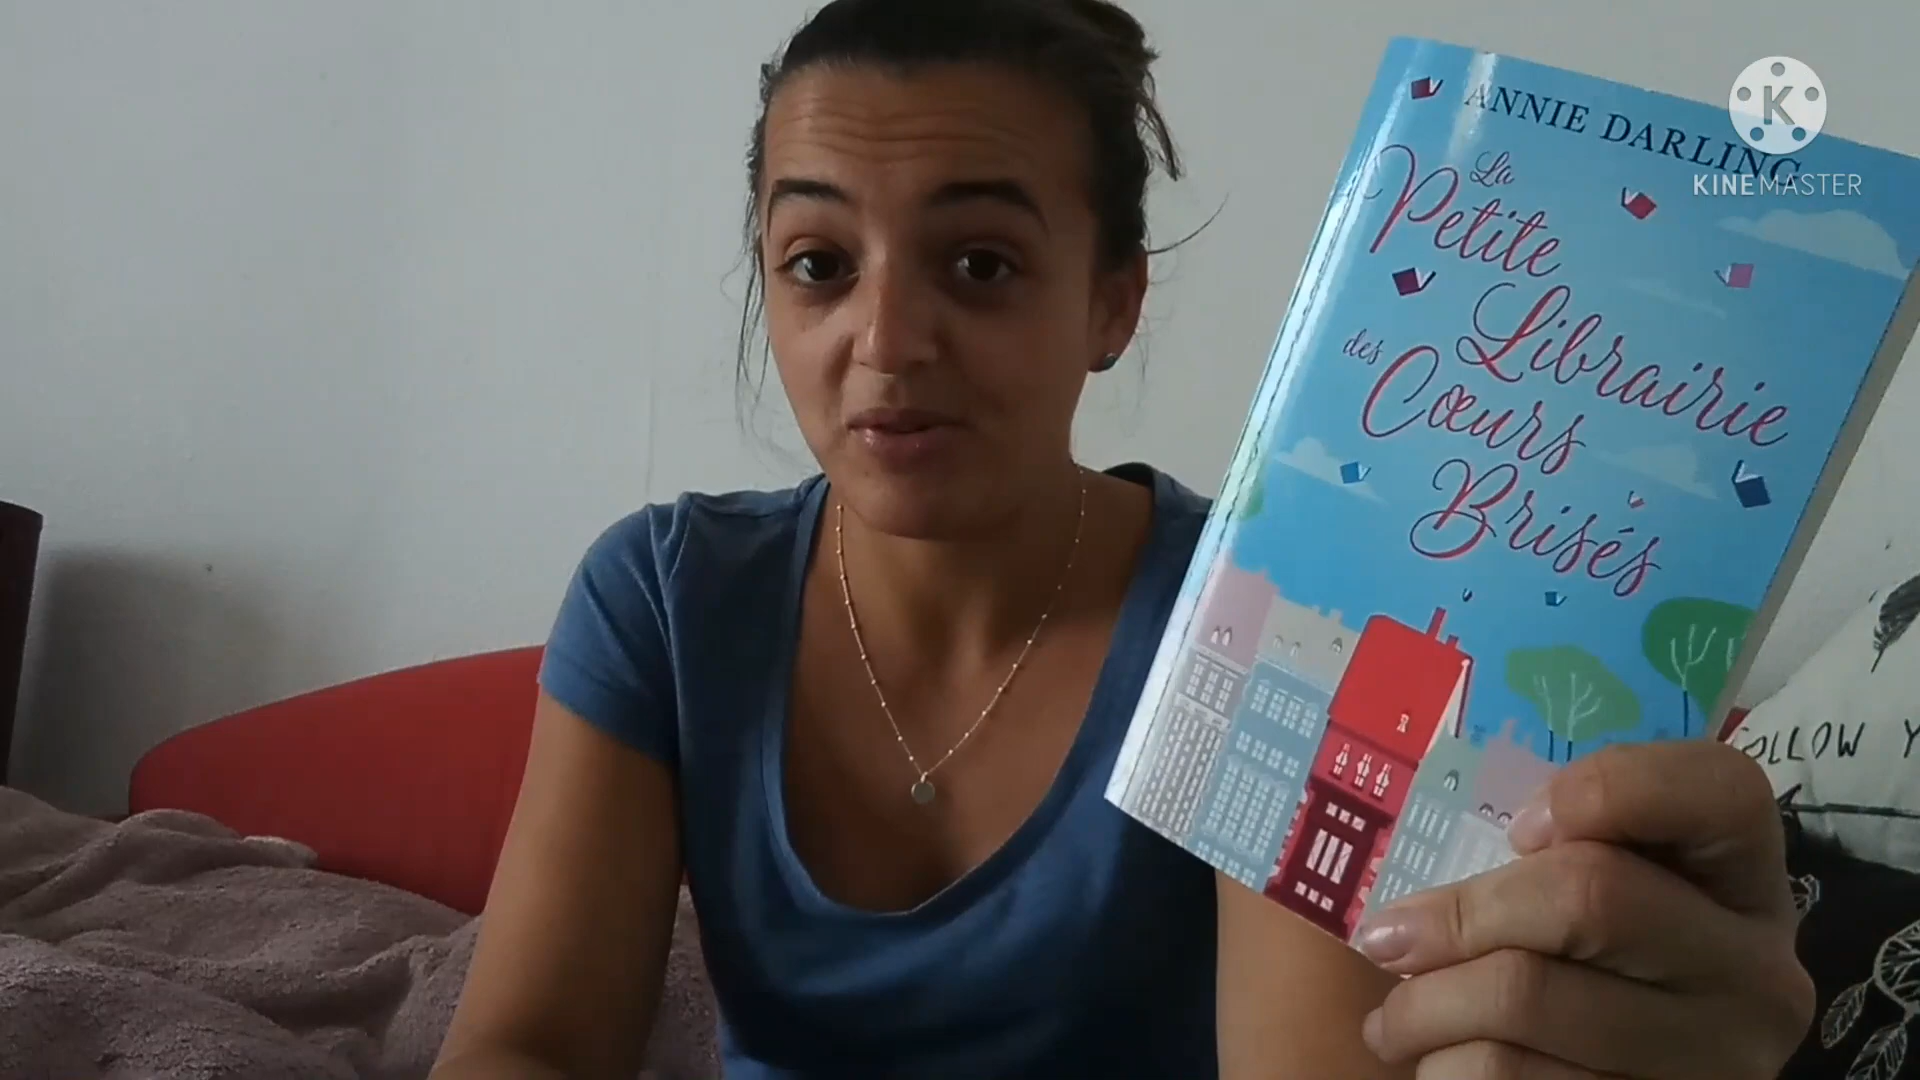 ANNIE DARLING
La
Petite
Librairie
des
Cœurs
Brisés
K
KINEMASTER
FOLLOW Y